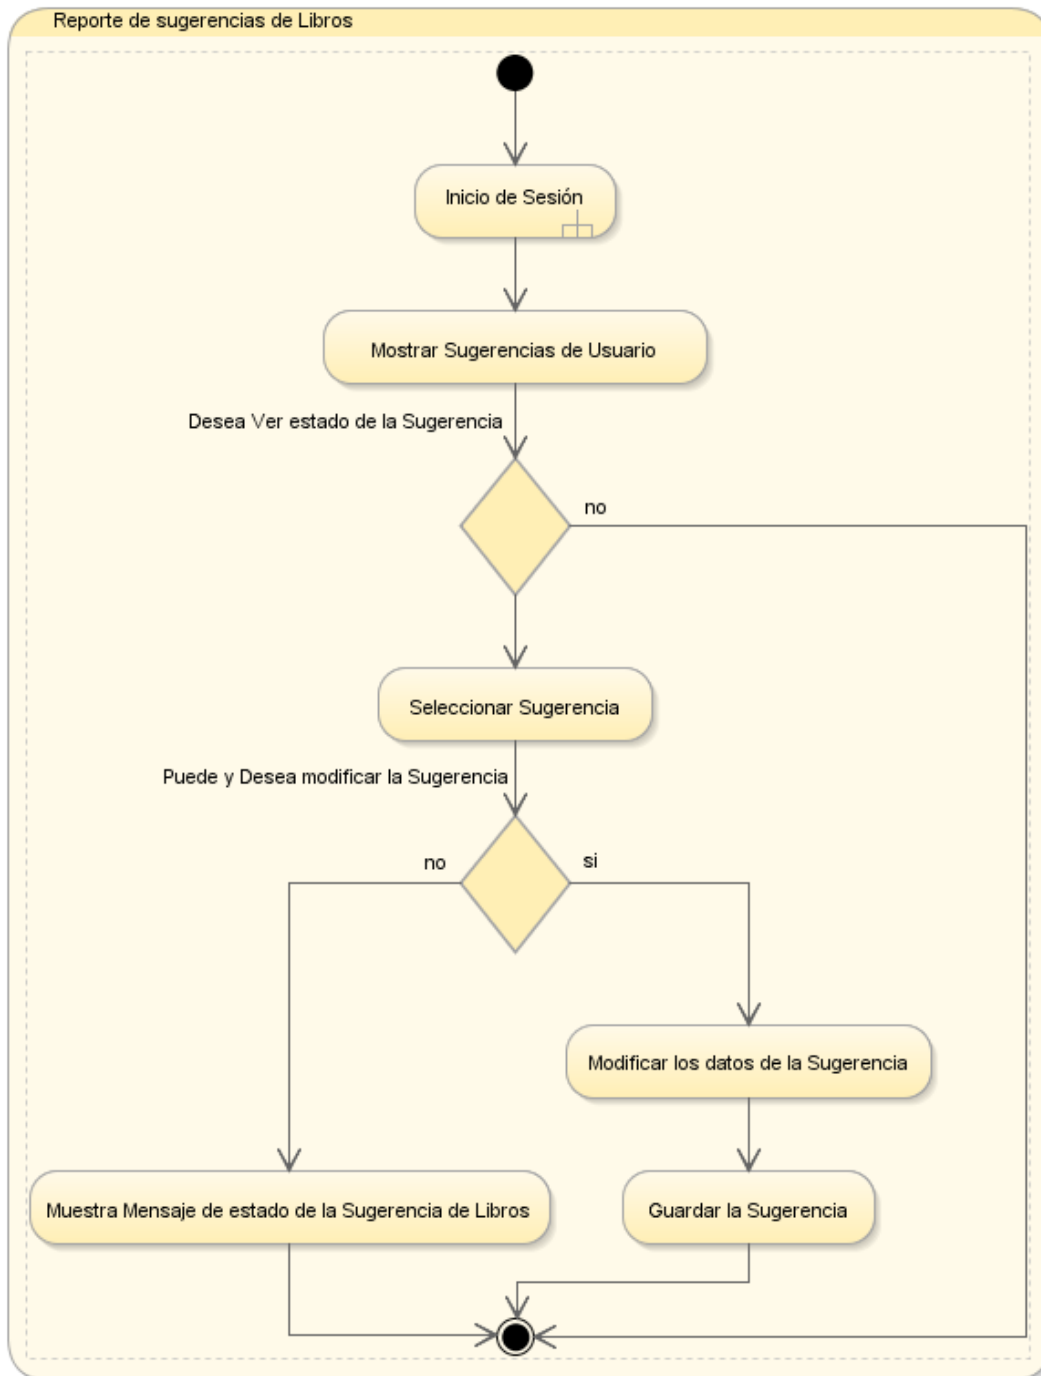 Reporte de sugerencias de Libros
Inicio de Sesión
Mostrar Sugerencias de Usuario
Desea Ver estado de la Sugerencia
no
Seleccionar Sugerencia
Puede y Desea modificar la Sugerencia
no
si
Modificar los datos de la Sugerencia
Muestra Mensaje de estado de la Sugerencia de Libros
Guardar la Sugerencia